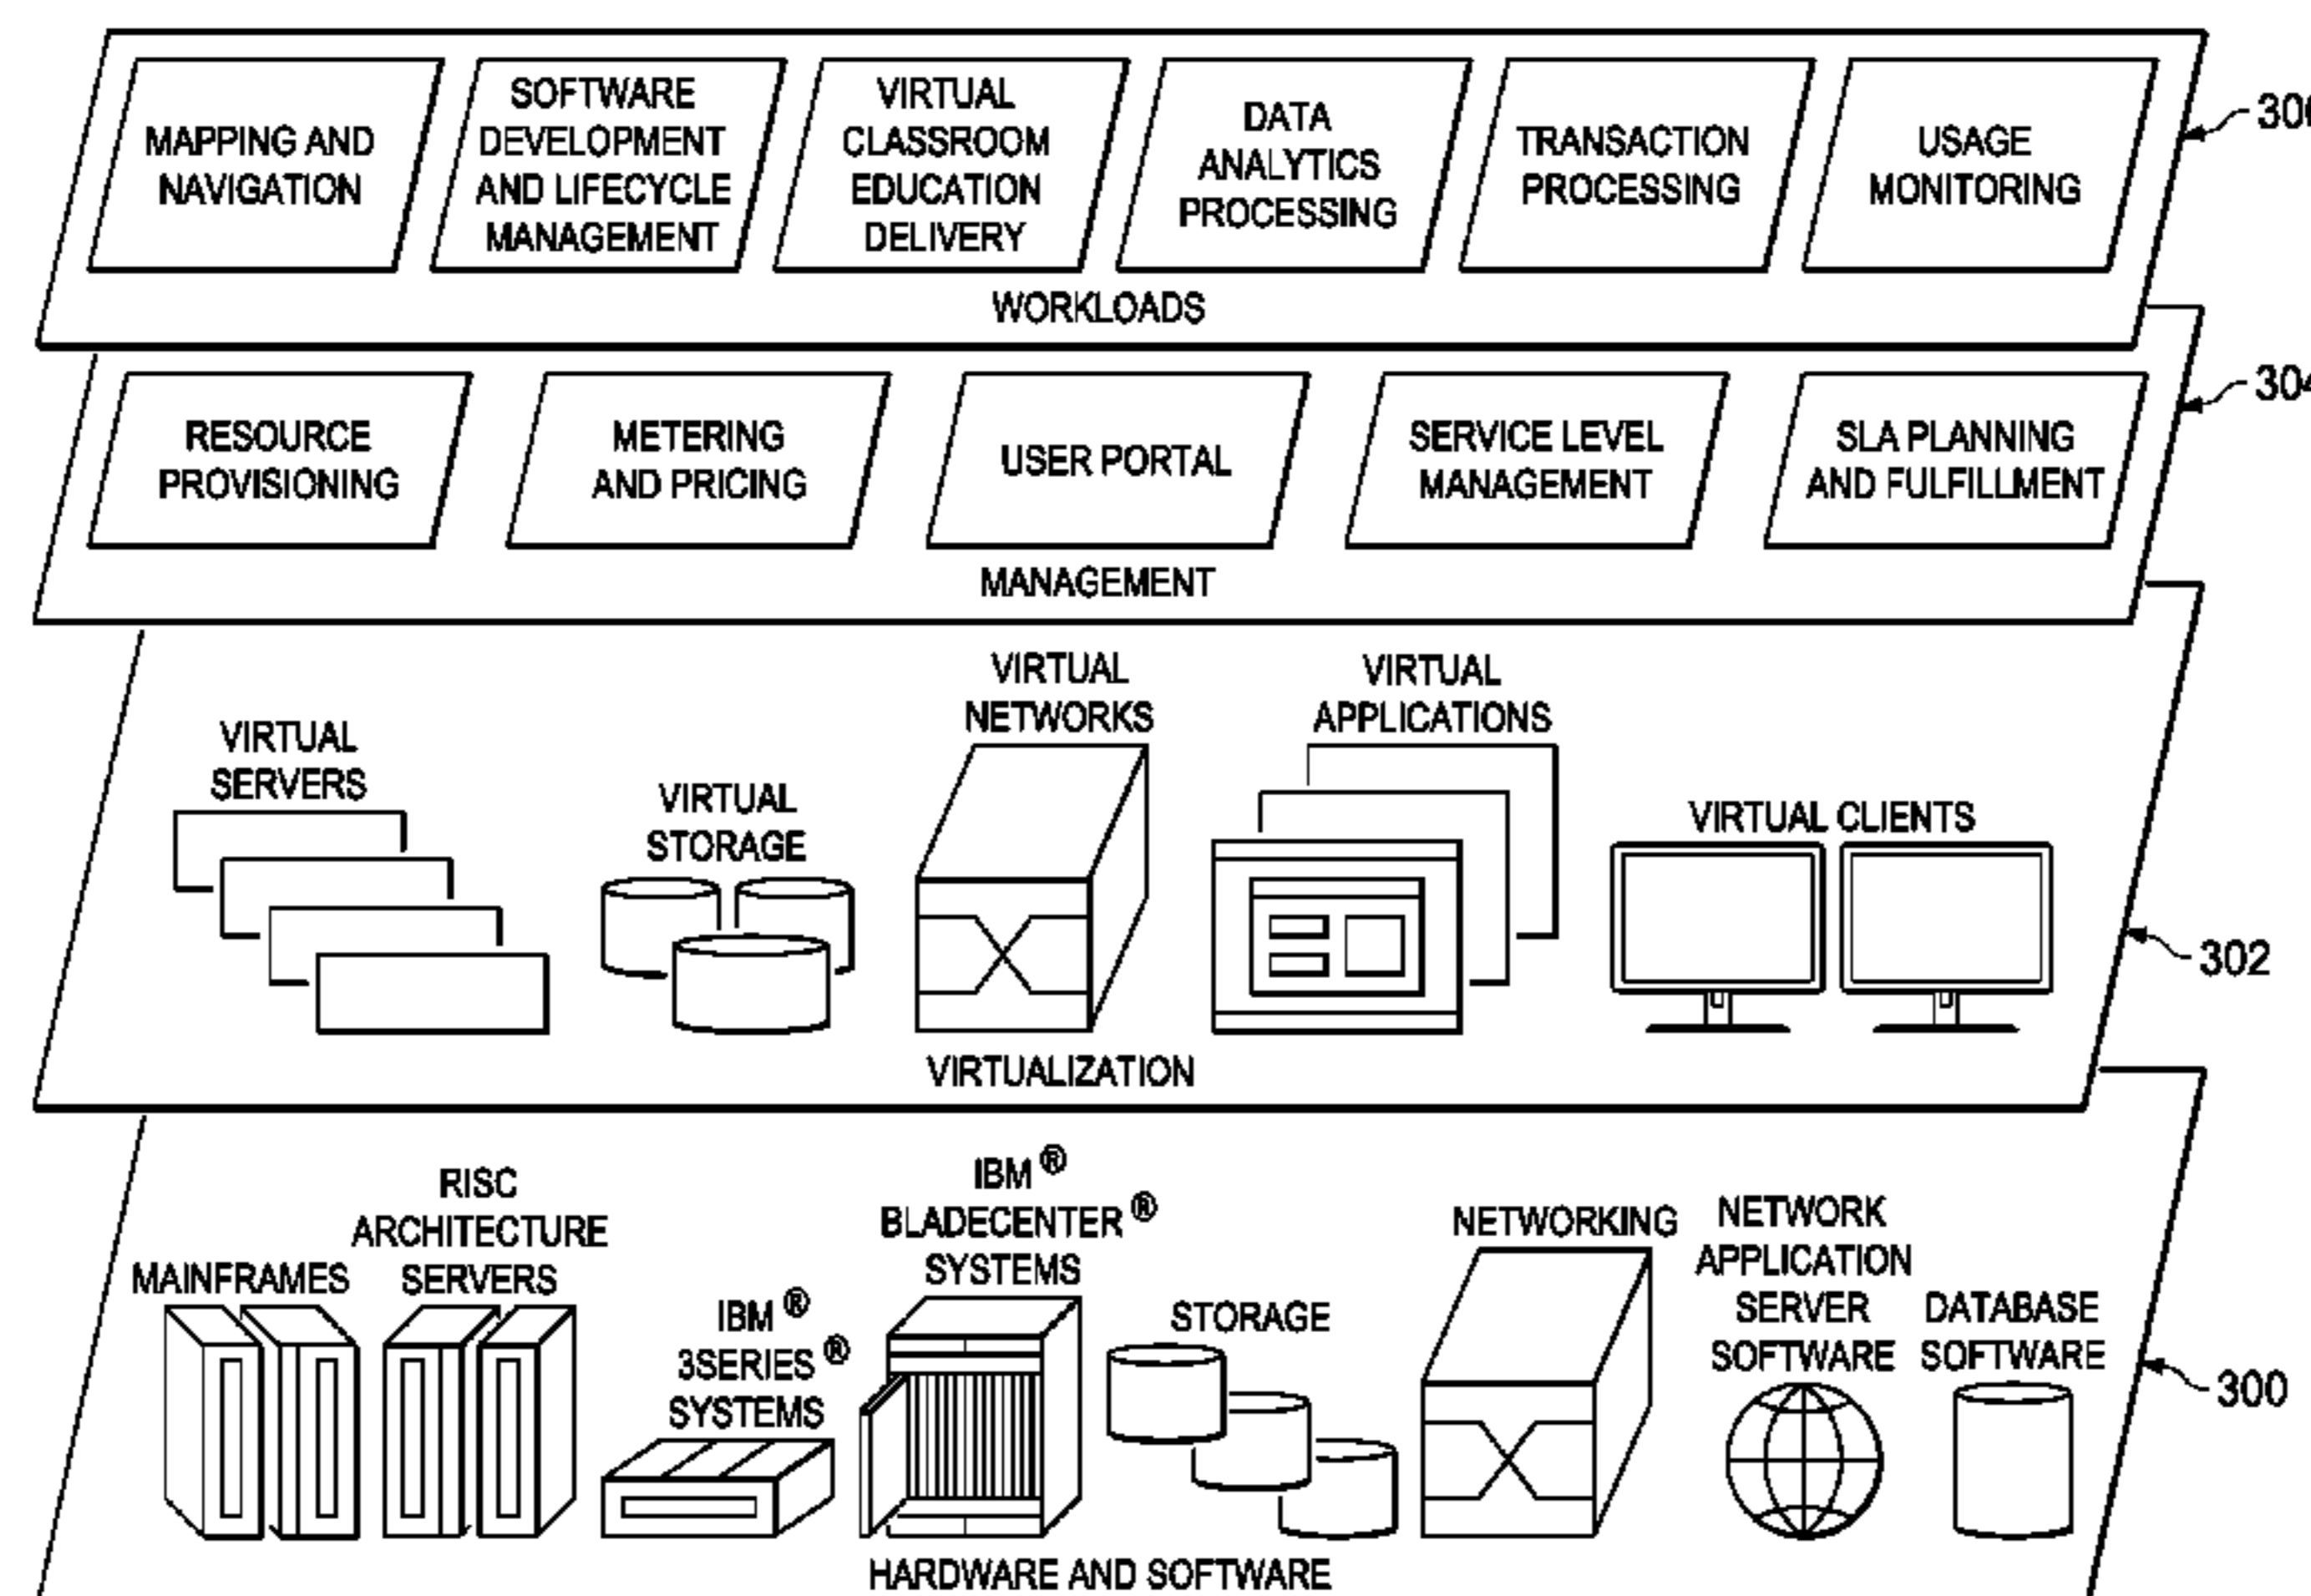 MAPPING AND
NAVIGATION
SOFTWARE
DEVELOPMENT
AND LIFECYCLE
MANAGEMENT
VIRTUAL
CLASSROOM
EDUCATION
DELIVERY
DATA
ANALYTICS
PROCESSING
TRANSACTION
PROCESSING
USAGE
MONITORING
306
WORKLOADS
RESOURCE
PROVISIONING
METERING
AND PRICING
USER PORTAL
SERVICE LEVEL
MANAGEMENT
SLA PLANNING
AND FULFILLMENT
304
MANAGEMENT
VIRTUAL
SERVERS
VIRTUAL
STORAGE
VIRTUAL
NETWORKS
VIRTUAL
APPLICATIONS
VIRTUAL CLIENTS
302
VIRTUALIZATION
MAINFRAMES
RISC
ARCHITECTURE
SERVERS
IBM ®
3SERIES ®
SYSTEMS
IBM ®
BLADECENTER ®
SYSTEMS
STORAGE
NETWORKING
NETWORK
APPLICATION
SERVER
SOFTWARE
DATABASE
SOFTWARE
300
HARDWARE AND SOFTWARE